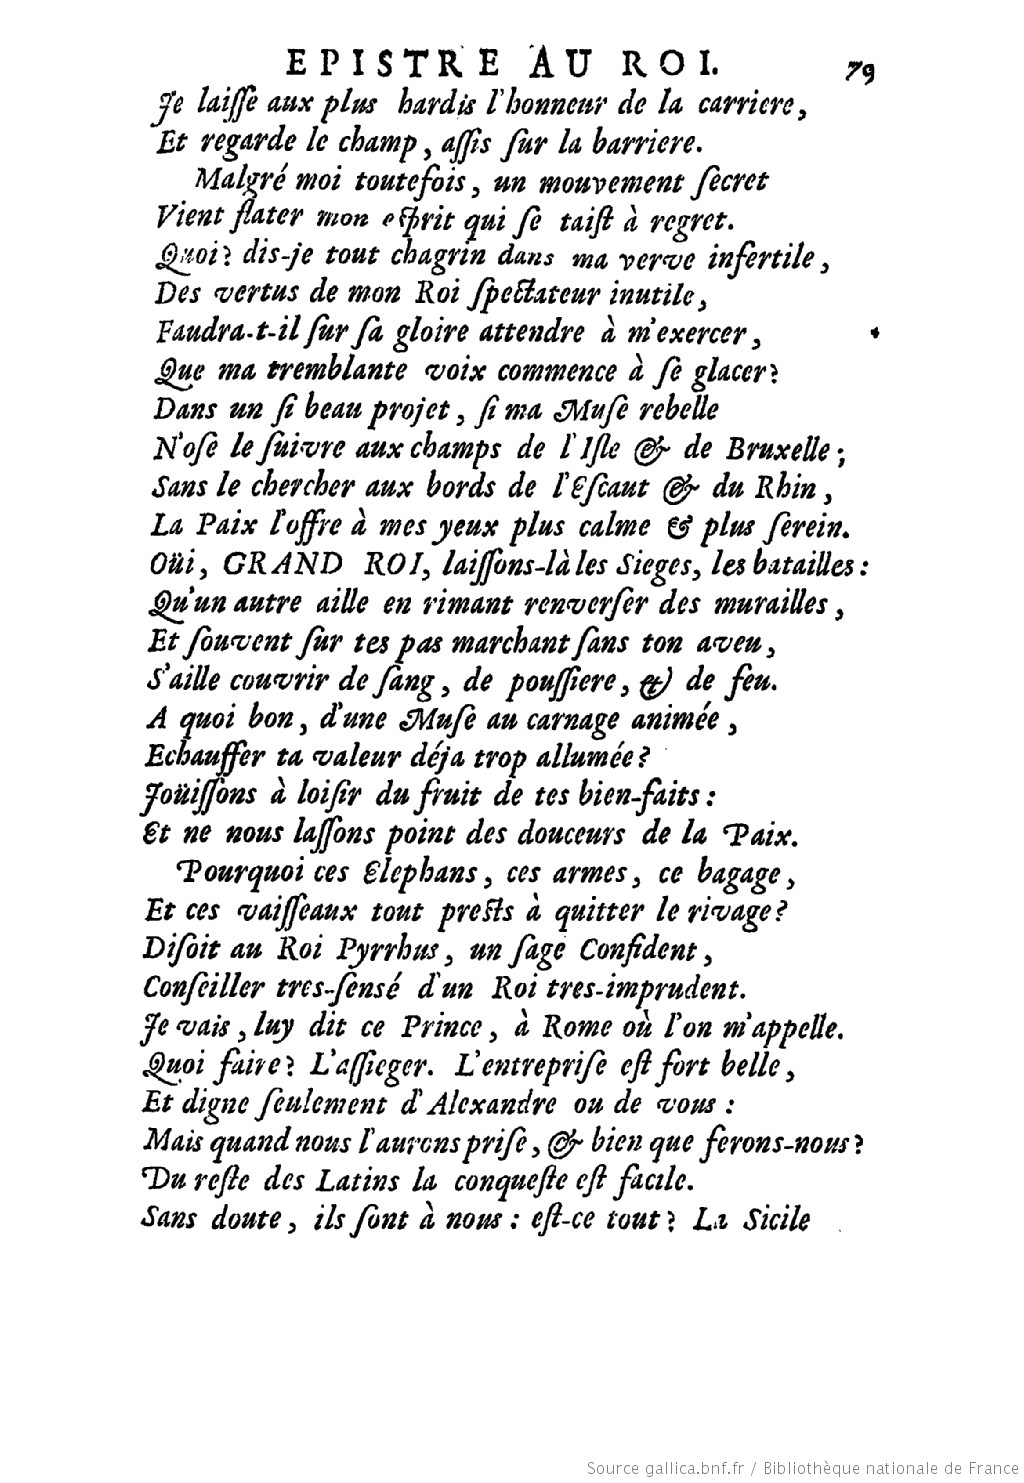 EPISTRE AU ROI. 79
Je laiſſe aux plus hardis l'honneur de la carriere,
Et regarde le champ, aſſis ſur la barriere.
Malgré moi toutefois, un mouvement ſecret
Vient flater mon eſprit qui ſe taiſt à regret.
Quoi? dis-je tout chagrin dans ma verve infertile,
Des vertus de mon Roi ſpectateur inutile,
Faudra-t-il ſur ſa gloire attendre à m'exercer,
Que ma tremblante voix commence à ſe glacer?
Dans un ſi beau projet, ſi ma Muſe rebelle
N'oſe le ſuivre aux champs de l'Iſle & de Bruxelle;
Sans le chercher aux bords de l'Eſcaut & du Rhin,
La Paix l'offre à mes yeux plus calme & plus ſerein.
Oüi, GRAND ROI, laiſſons-là les Sieges, les batailles:
Qu'un autre aille en rimant renverſer des murailles,
Et ſouvent ſur tes pas marchant ſans ton aveu,
S'aille couvrir de ſang, de pouſſiere, & de feu.
A quoi bon, d'une Muſe au carnage animée,
Echauffer ta valeur déja trop allumée?
Joüiſſons à loiſir du fruit de tes bien-faits:
Et ne nous laſſons point des douceurs de la Paix.
Pourquoi ces Elephans, ces armes, ce bagage,
Et ces vaiſſeaux tout preſts à quitter le rivage?
Diſoit au Roi Pyrrhus, un ſage Confident,
Conſeiller tres-ſensé d'un Roi tres-imprudent.
Je vais, luy dit ce Prince, à Rome où l'on m'appelle.
Quoi faire? L'aſſieger. L'entrepriſe eſt fort belle,
Et digne ſeulement d'Alexandre ou de vous:
Mais quand nous l'aurons priſe, & bien que ferons-nous?
Du reſte des Latins la conqueſte eſt facile.
Sans doute, ils ſont à nous: eſt-ce tout? La Sicile
Source gallica.bnf.fr / Bibliothèque nationale de France